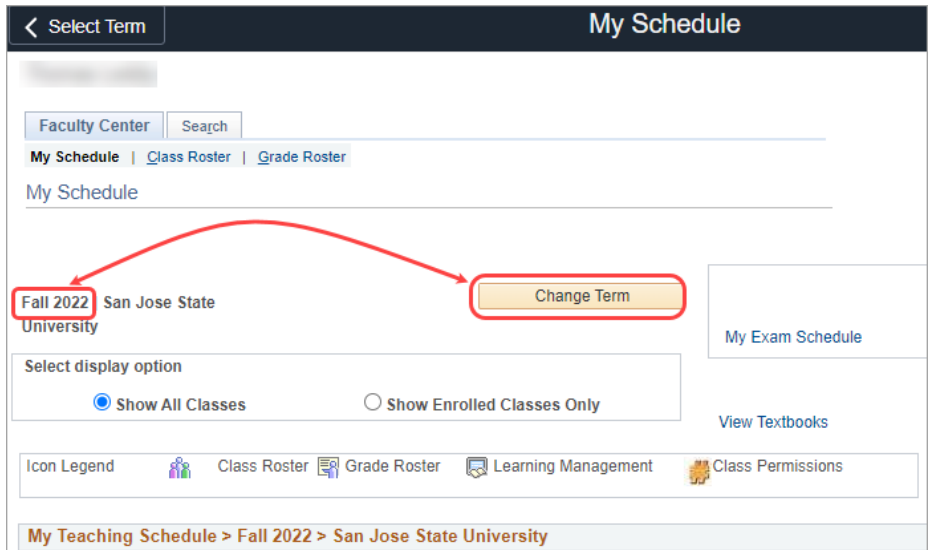 Select Term
My Schedule
Faculty Center
Search
My Schedule | Class Roster | Grade Roster
My Schedule
Fall 2022 San Jose State
University
Change Term
My Exam Schedule
Select display option
Show All Classes
Show Enrolled Classes Only
View Textbooks
Icon Legend
Class Roster
Grade Roster
Learning Management
Class Permissions
My Teaching Schedule > Fall 2022 > San Jose State University